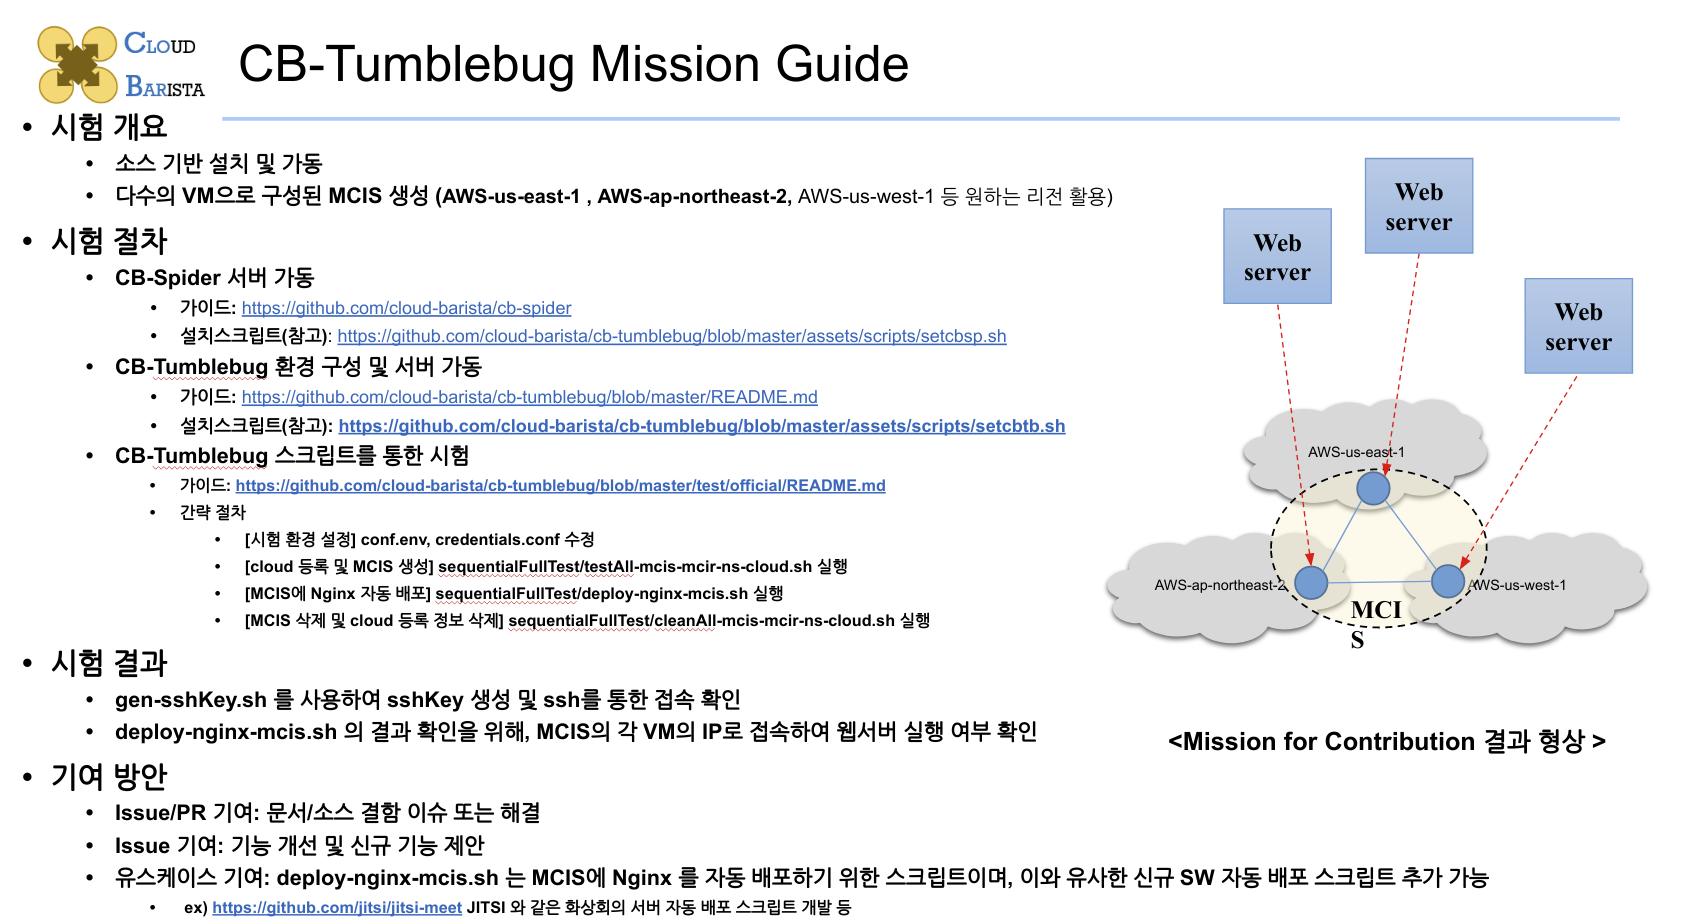 CLOUD
BARISTA
CB-Tumblebug Mission Guide
• 시험 개요
• 소스 기반 설치 및 가동
• 다수의 VM으로 구성된 MCIS 생성 (AWS-us-east-1 , AWS-ap-northeast-2, AWS-us-west-1 등 원하는 리전 활용)
• 시험 절차
• CB-Spider 서버 가동
• 가이드: https://github.com/cloud-barista/cb-spider
• 설치스크립트(참고): https://github.com/cloud-barista/cb-tumblebug/blob/master/assets/scripts/setcbsp.sh
• CB-Tumblebug 환경 구성 및 서버 가동
• 가이드: https://github.com/cloud-barista/cb-tumblebug/blob/master/README.md
• 설치스크립트(참고): https://github.com/cloud-barista/cb-tumblebug/blob/master/assets/scripts/setcbtb.sh
• CB-Tumblebug 스크립트를 통한 시험
• 가이드: https://github.com/cloud-barista/cb-tumblebug/blob/master/test/official/README.md
• 간략 절차
• [시험 환경 설정] conf.env, credentials.conf 수정
• [cloud 등록 및 MCIS 생성] sequentialFullTest/testAll-mcis-mcir-ns-cloud.sh 실행
• [MCIS에 Nginx 자동 배포] sequentialFullTest/deploy-nginx-mcis.sh 실행
• [MCIS 삭제 및 cloud 등록 정보 삭제] sequentialFullTest/cleanAll-mcis-mcir-ns-cloud.sh 실행
• 시험 결과
• gen-sshKey.sh 를 사용하여 sshKey 생성 및 ssh를 통한 접속 확인
• deploy-nginx-mcis.sh 의 결과 확인을 위해, MCIS의 각 VM의 IP로 접속하여 웹서버 실행 여부 확인
• 기여 방안
• Issue/PR 기여: 문서/소스 결함 이슈 또는 해결
• Issue 기여: 기능 개선 및 신규 기능 제안
• 유스케이스 기여: deploy-nginx-mcis.sh 는 MCIS에 Nginx 를 자동 배포하기 위한 스크립트이며, 이와 유사한 신규 SW 자동 배포 스크립트 추가 가능
• ex) https://github.com/jitsi/jitsi-meet JITSI 와 같은 화상회의 서버 자동 배포 스크립트 개발 등
Web
server
Web
server
Web
server
AWS-us-east-1
AWS-ap-northeast-2
AWS-us-west-1
MCI
S
<Mission for Contribution 결과 형상 >